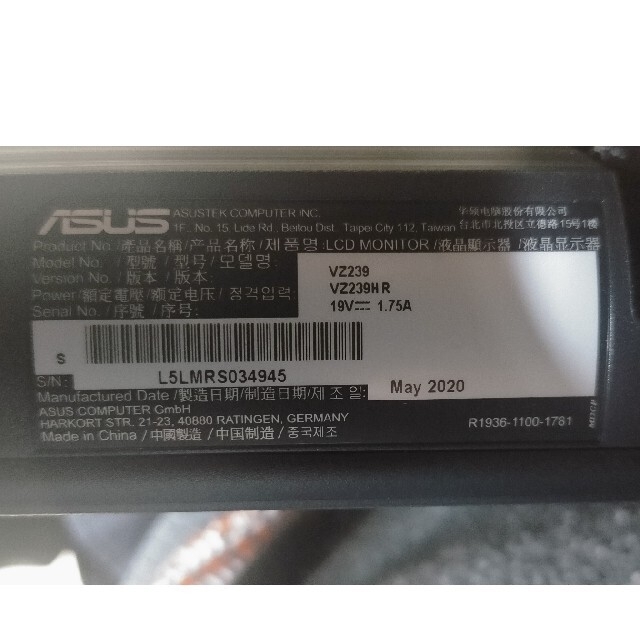 ASUS
ASUSTEK COMPUTER INC.
1F., No. 15, Lide Rd., Beitou Dist., Taipei City 112, Taiwan
华硕电脑股份有限公司
台北市北投区立德路15号1楼
Product No./產品名稱/产品名称/제품명:LCD MONITOR/液晶顯示器/液晶显示器
Model No./型號/型号/모델명: VZ239
Version No./版本/版本 VZ239HR
Power/額定電壓/额定电压/정격입력: 19V⎓ 1.75A
Serial No./序號/序号:
S
S/N: L5LMRS034945
Manufactured Date/製造日期/制造日期/제조일: May 2020
ASUS COMPUTER GmbH
HARKORT STR. 21-23, 40880 RATINGEN, GERMANY
Made in China/中國製造/中国制造/중국제조
R1936-1100-1781